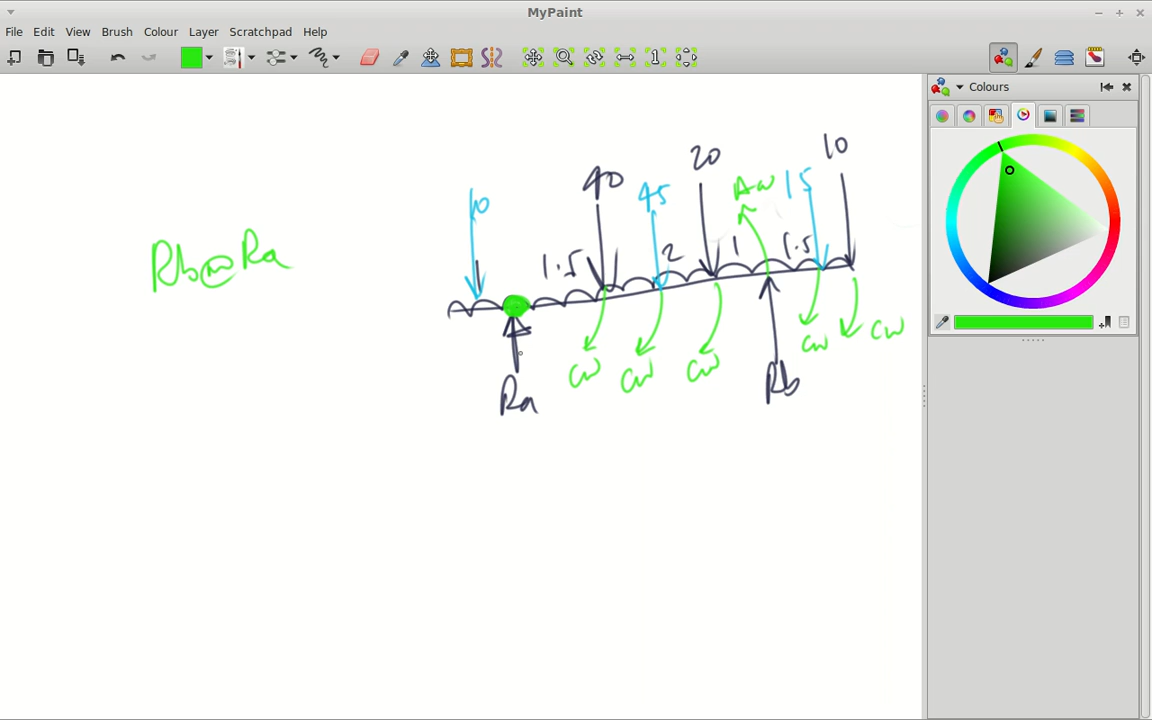 MyPaint
File Edit View Brush Colour Layer Scratchpad Help
Colours
20
10
40
45
Aw
15
10
Rb@Ra
1.5
2
1
1.5
cw
cw
cw
cw
cw
Ra
Rb